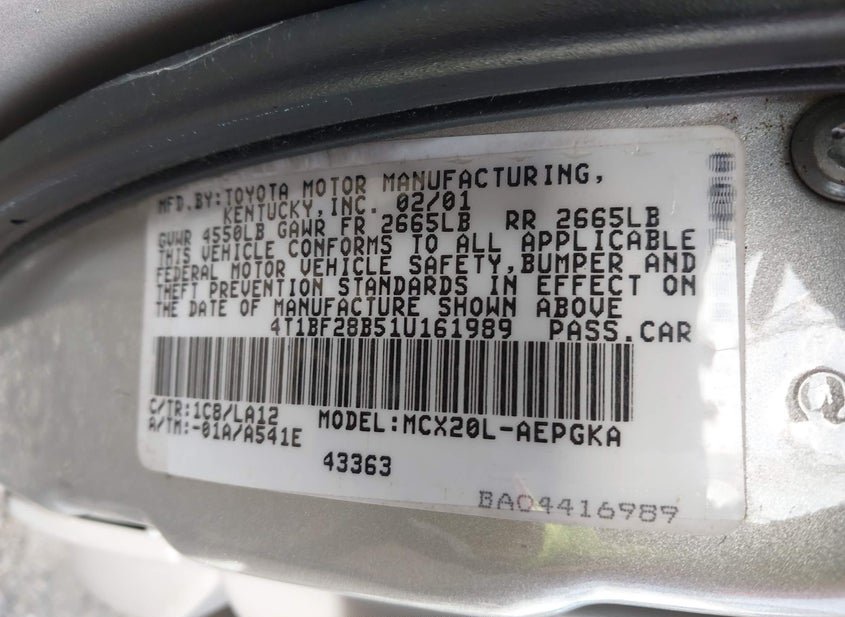 MFD.BY:TOYOTA MOTOR MANUFACTURING,
KENTUCKY,INC. 02/01
GVWR 4550LB GAWR FR 2665LB RR 2665LB
THIS VEHICLE CONFORMS TO ALL APPLICABLE
FEDERAL MOTOR VEHICLE SAFETY,BUMPER AND
THEFT PREVENTION STANDARDS IN EFFECT ON
THE DATE OF MANUFACTURE SHOWN ABOVE
4T1BF28B51U161989 PASS.CAR
C/TR:1C8/LA12
A/TM:-01A/A541E
MODEL:MCX20L-AEPGKA
43363
BA04416989